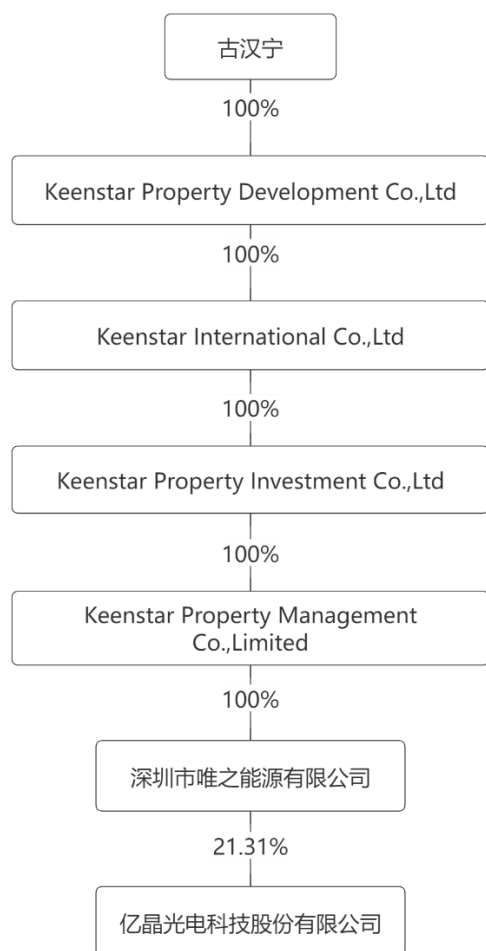 古汉宁
100%
Keenstar Property Development Co.,Ltd
100%
Keenstar International Co.,Ltd
100%
Keenstar Property Investment Co.,Ltd
100%
Keenstar Property Management
Co.,Limited
100%
深圳市唯之能源有限公司
21.31%
亿晶光电科技股份有限公司